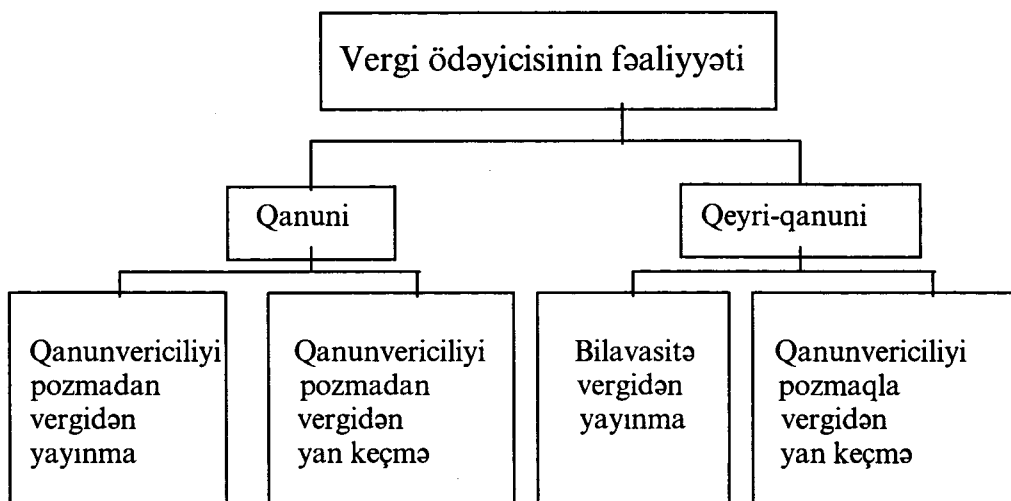 Vergi ödəyicisinin fəaliyyəti
Qanuni
Qeyri-qanuni
Qanunvericiliyi
pozmadan
vergidən
yayınma
Qanunvericiliyi
pozmadan
vergidən
yan keçmə
Bilavasitə
vergidən
yayınma
Qanunvericiliyi
pozmaqla
vergidən
yan keçmə